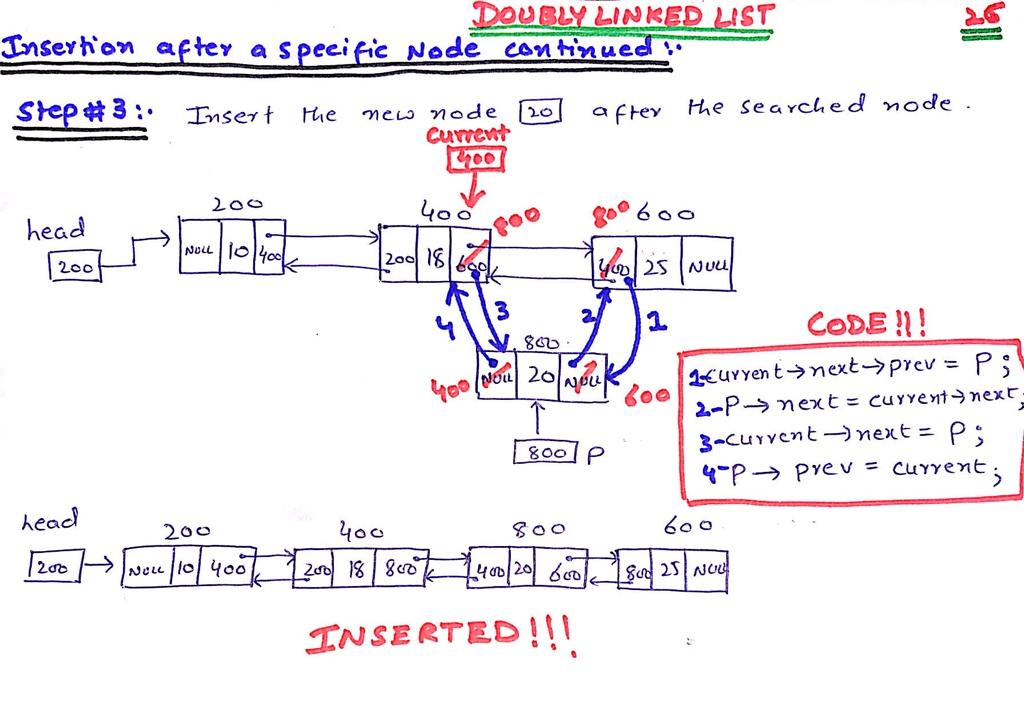 DOUBLY LINKED LIST 26
Insertion after a specific Node continued:.
Step#3:. Insert the new node 20 after the searched node.
Current
400
200 400 800 800 600
head
200
NULL 10 400
200 18 600
400 25 NULL
4 3 2 1
800
400 NULL 20 NULL 600
800 P
CODE!!!
1-current→next→prev = P;
2-P→next = current→next;
3-current→next = P;
4-P→prev = current;
head
200 400 800 600
200
NULL 10 400
200 18 800
400 20 600
800 25 NULL
INSERTED!!!